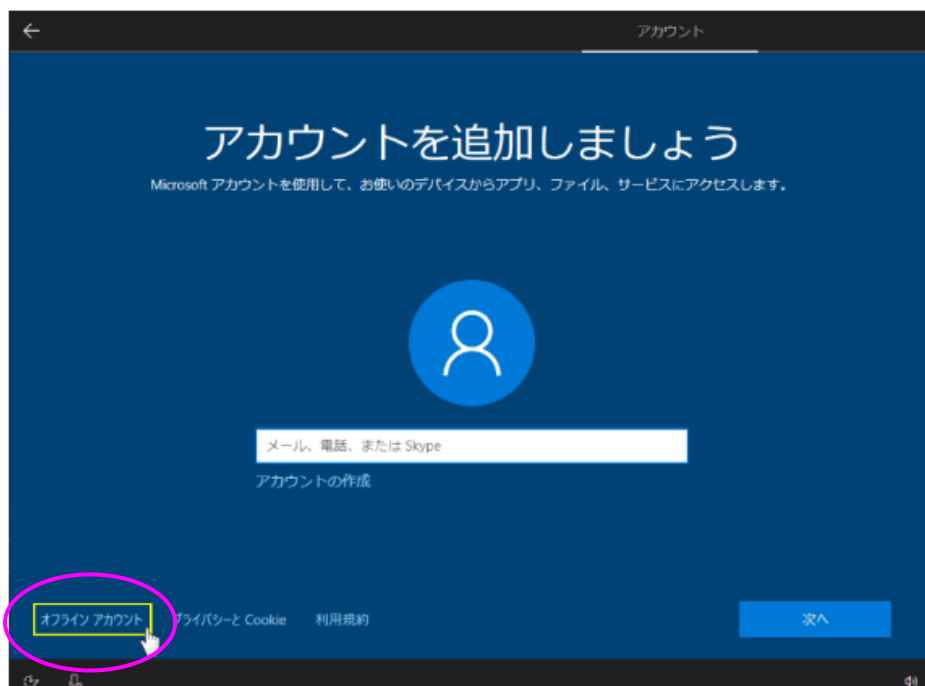 アカウント
アカウントを追加しましょう
Microsoft アカウントを使用して、お使いのデバイスからアプリ、ファイル、サービスにアクセスします。
メール、電話、または Skype
アカウントの作成
オフライン アカウント
プライバシーと Cookie
利用規約
次へ